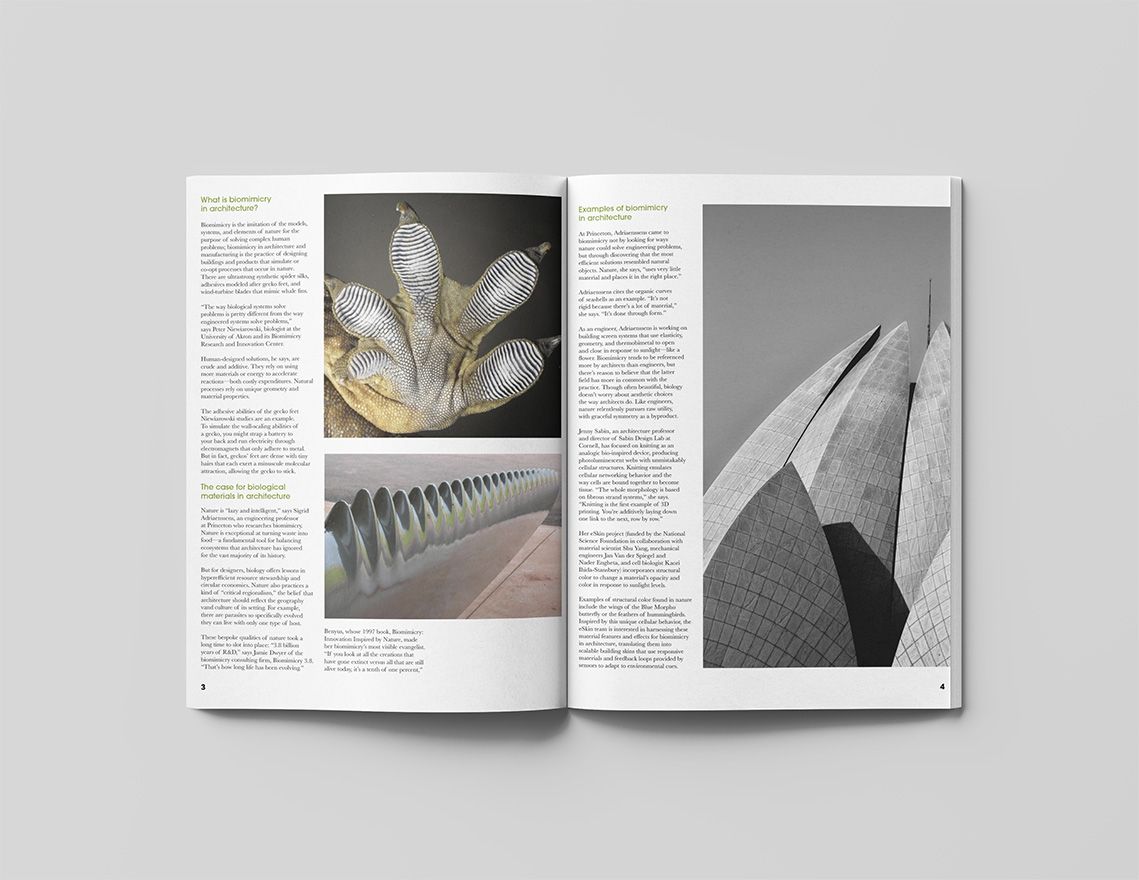 What is biomimicry
in architecture?
Biomimicry is the imitation of the models,
systems, and elements of nature for the
purpose of solving complex human
problems; biomimicry in architecture and
manufacturing is the practice of designing
buildings and products that simulate or
co-opt processes that occur in nature.
There are ultrastrong synthetic spider silks,
adhesives modeled after gecko feet, and
wind-turbine blades that mimic whale fins.
“The way biological systems solve
problems is pretty different from the way
engineered systems solve problems,”
says Peter Niewiarowski, biologist at the
University of Akron and its Biomimicry
Research and Innovation Center.
Human-designed solutions, he says, are
crude and additive. They rely on using
more materials or energy to accelerate
reactions—both costly expenditures. Natural
processes rely on unique geometry and
material properties.
The adhesive abilities of the gecko feet
Niewiarowski studies are an example.
To simulate the wall-scaling abilities of
a gecko, you might strap a battery to
your back and run electricity through
electromagnets that only adhere to metal.
But in fact, geckos’ feet are dense with tiny
hairs that each exert a minuscule molecular
attraction, allowing the gecko to stick.
The case for biological
materials in architecture
Nature is “lazy and intelligent,” says Sigrid
Adriaenssens, an engineering professor
at Princeton who researches biomimicry.
Nature is exceptional at turning waste into
food—a fundamental tool for balancing
ecosystems that architecture has ignored
for the vast majority of its history.
But for designers, biology offers lessons in
hyperefficient resource stewardship and
circular economics. Nature also practices a
kind of “critical regionalism,” the belief that
architecture should reflect the geography
vand culture of its setting. For example,
there are parasites so specifically evolved
they can live with only one type of host.
These bespoke qualities of nature took a
long time to slot into place: “3.8 billion
years of R&D,” says Jamie Dwyer of the
biomimicry consulting firm, Biomimicry 3.8.
“That’s how long life has been evolving.”
Benyus, whose 1997 book, Biomimicry:
Innovation Inspired by Nature, made
her biomimicry’s most visible evangelist.
“If you look at all the creations that
have gone extinct versus all that are still
alive today, it’s a tenth of one percent,”
3
Examples of biomimicry
in architecture
At Princeton, Adriaenssens came to
biomimicry not by looking for ways
nature could solve engineering problems,
but through discovering that the most
efficient solutions resembled natural
objects. Nature, she says, “uses very little
material and places it in the right place.”
Adriaenssens cites the organic curves
of seashells as an example. “It’s not
rigid because there’s a lot of material,”
she says. “It’s done through form.”
As an engineer, Adriaenssens is working on
building screen systems that use elasticity,
geometry, and thermobimetal to open
and close in response to sunlight—like a
flower. Biomimicry tends to be referenced
more by architects than engineers, but
there’s reason to believe that the latter
field has more in common with the
practice. Though often beautiful, biology
doesn’t worry about aesthetic choices
the way architects do. Like engineers,
nature relentlessly pursues raw utility,
with graceful symmetry as a byproduct.
Jenny Sabin, an architecture professor
and director of Sabin Design Lab at
Cornell, has focused on knitting as an
analogic bio-inspired device, producing
photoluminescent webs with unmistakably
cellular structures. Knitting emulates
cellular networking behavior and the
way cells are bound together to become
tissue. “The whole morphology is based
on fibrous strand systems,” she says.
“Knitting is the first example of 3D
printing. You’re additively laying down
one link to the next, row by row.”
Her eSkin project (funded by the National
Science Foundation in collaboration with
material scientist Shu Yang, mechanical
engineers Jan Van der Spiegel and
Nader Engheta, and cell biologist Kaori
Ihida-Stansbury) incorporates structural
color to change a material’s opacity and
color in response to sunlight levels.
Examples of structural color found in nature
include the wings of the Blue Morpho
butterfly or the feathers of hummingbirds.
Inspired by this unique cellular behavior, the
eSkin team is interested in harnessing these
material features and effects for biomimicry
in architecture, translating them into
scalable building skins that use responsive
materials and feedback loops provided by
sensors to adapt to environmental cues.
4